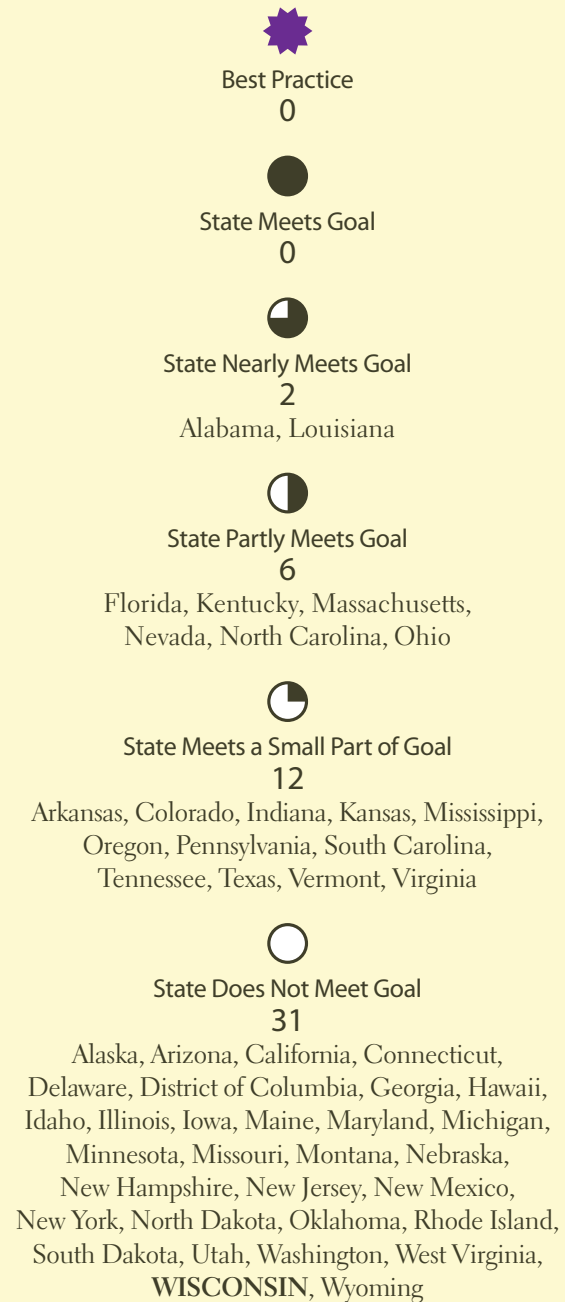 Best Practice
0
State Meets Goal
0
State Nearly Meets Goal
2
Alabama, Louisiana
State Partly Meets Goal
6
Florida, Kentucky, Massachusetts,
Nevada, North Carolina, Ohio
State Meets a Small Part of Goal
12
Arkansas, Colorado, Indiana, Kansas, Mississippi,
Oregon, Pennsylvania, South Carolina,
Tennessee, Texas, Vermont, Virginia
State Does Not Meet Goal
31
Alaska, Arizona, California, Connecticut,
Delaware, District of Columbia, Georgia, Hawaii,
Idaho, Illinois, Iowa, Maine, Maryland, Michigan,
Minnesota, Missouri, Montana, Nebraska,
New Hampshire, New Jersey, New Mexico,
New York, North Dakota, Oklahoma, Rhode Island,
South Dakota, Utah, Washington, West Virginia,
WISCONSIN, Wyoming